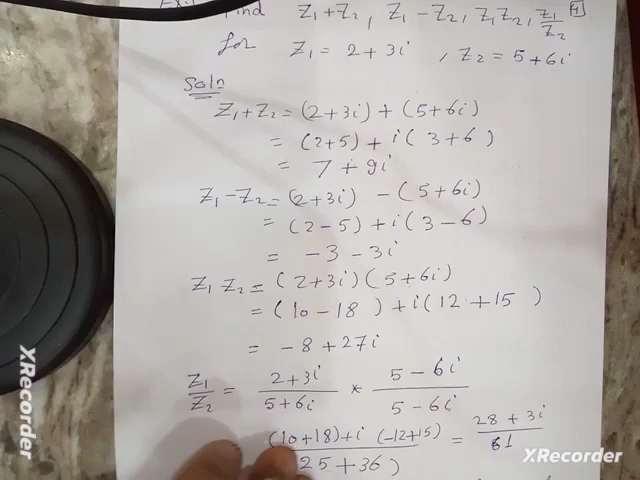 Find Z1+Z2, Z1-Z2, Z1Z2, Z1/Z2
for Z1 = 2+3i, Z2 = 5+6i
Soln
Z1+Z2 = (2+3i) + (5+6i)
= (2+5) + i(3+6)
= 7 + 9i
Z1-Z2 = (2+3i) - (5+6i)
= (2-5) + i(3-6)
= -3 - 3i
Z1 Z2 = (2+3i)(5+6i)
= (10-18) + i(12+15)
= -8+27i
Z1/Z2 = 2+3i/5+6i * 5-6i/5-6i
(10+18)+i(-12+15)/25+36) = 28+3i/61
XRecorder
XRecorder